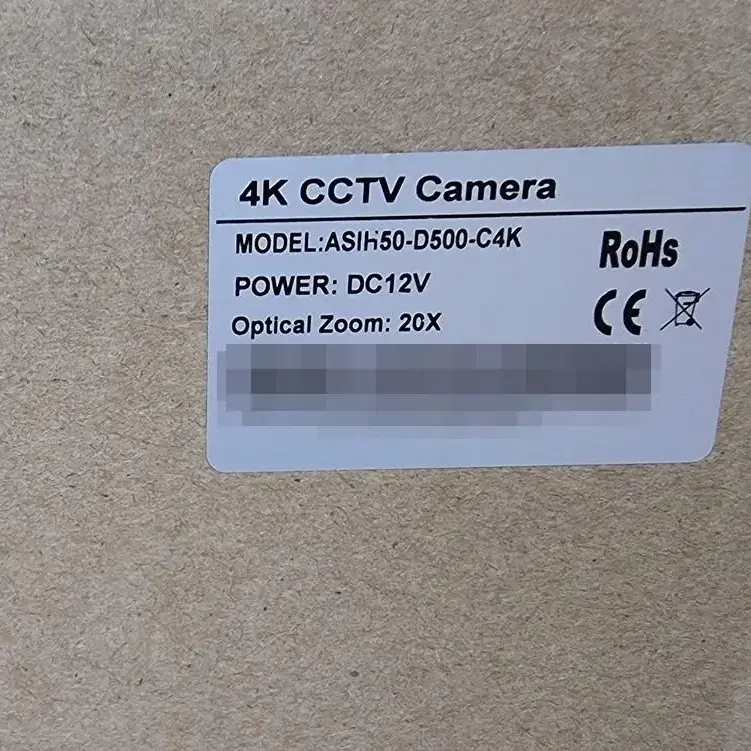 4K CCTV Camera
MODEL:ASIH50-D500-C4K
POWER: DC12V
Optical Zoom: 20X
RoHs
CE